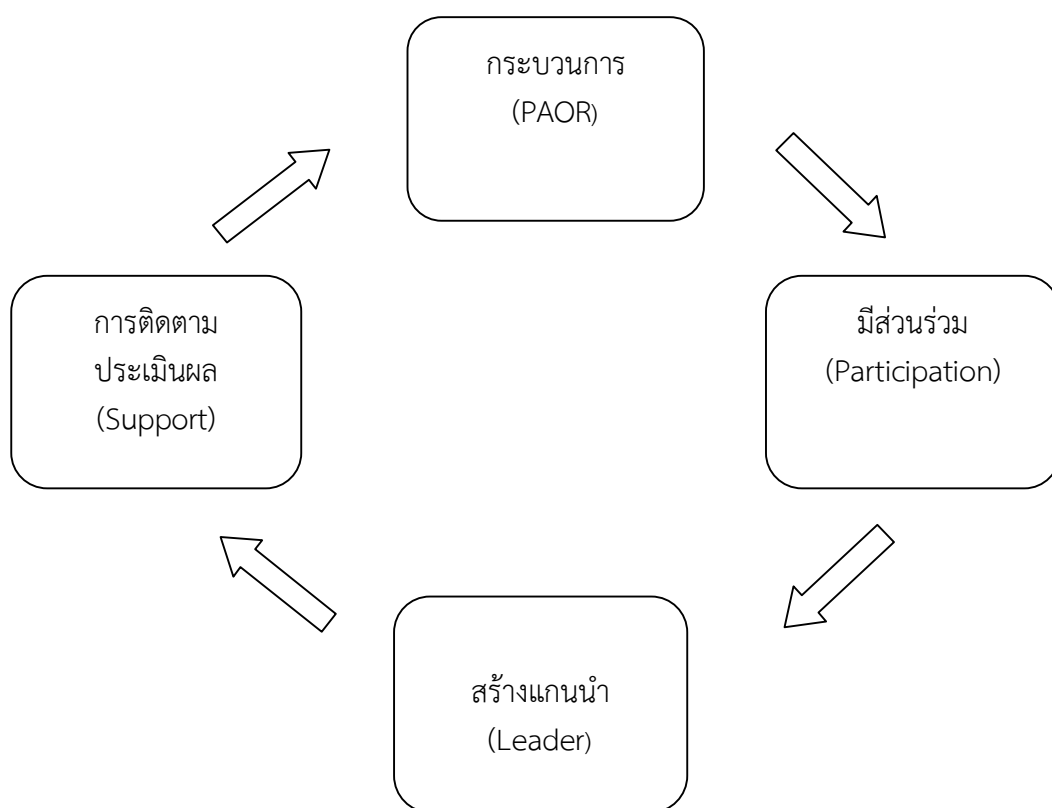 กระบวนการ
(PAOR)
การติดตาม
ประเมินผล
(Support)
มีส่วนร่วม
(Participation)
สร้างแกนนำ
(Leader)